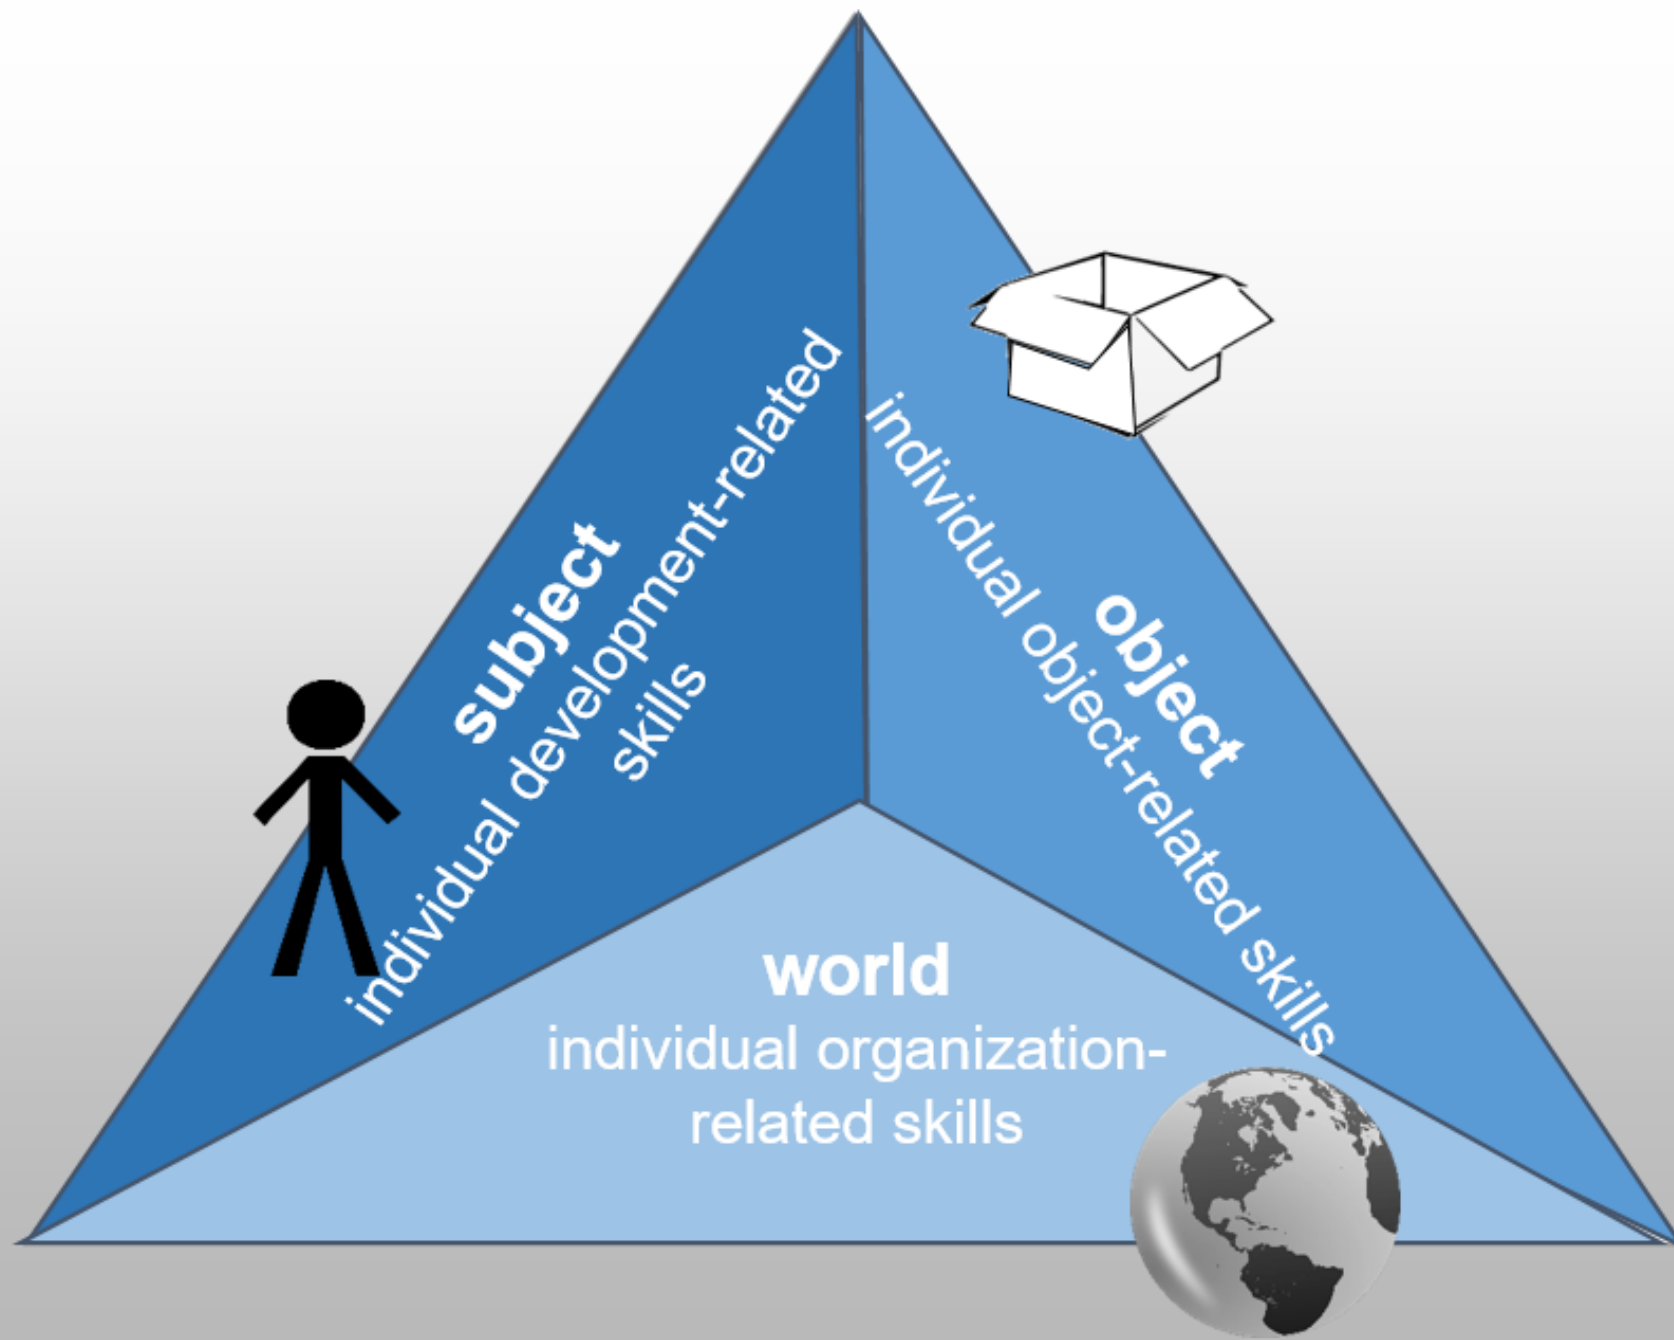 subject
individual development-related
skills
object
individual object-related skills
world
individual organization-
related skills